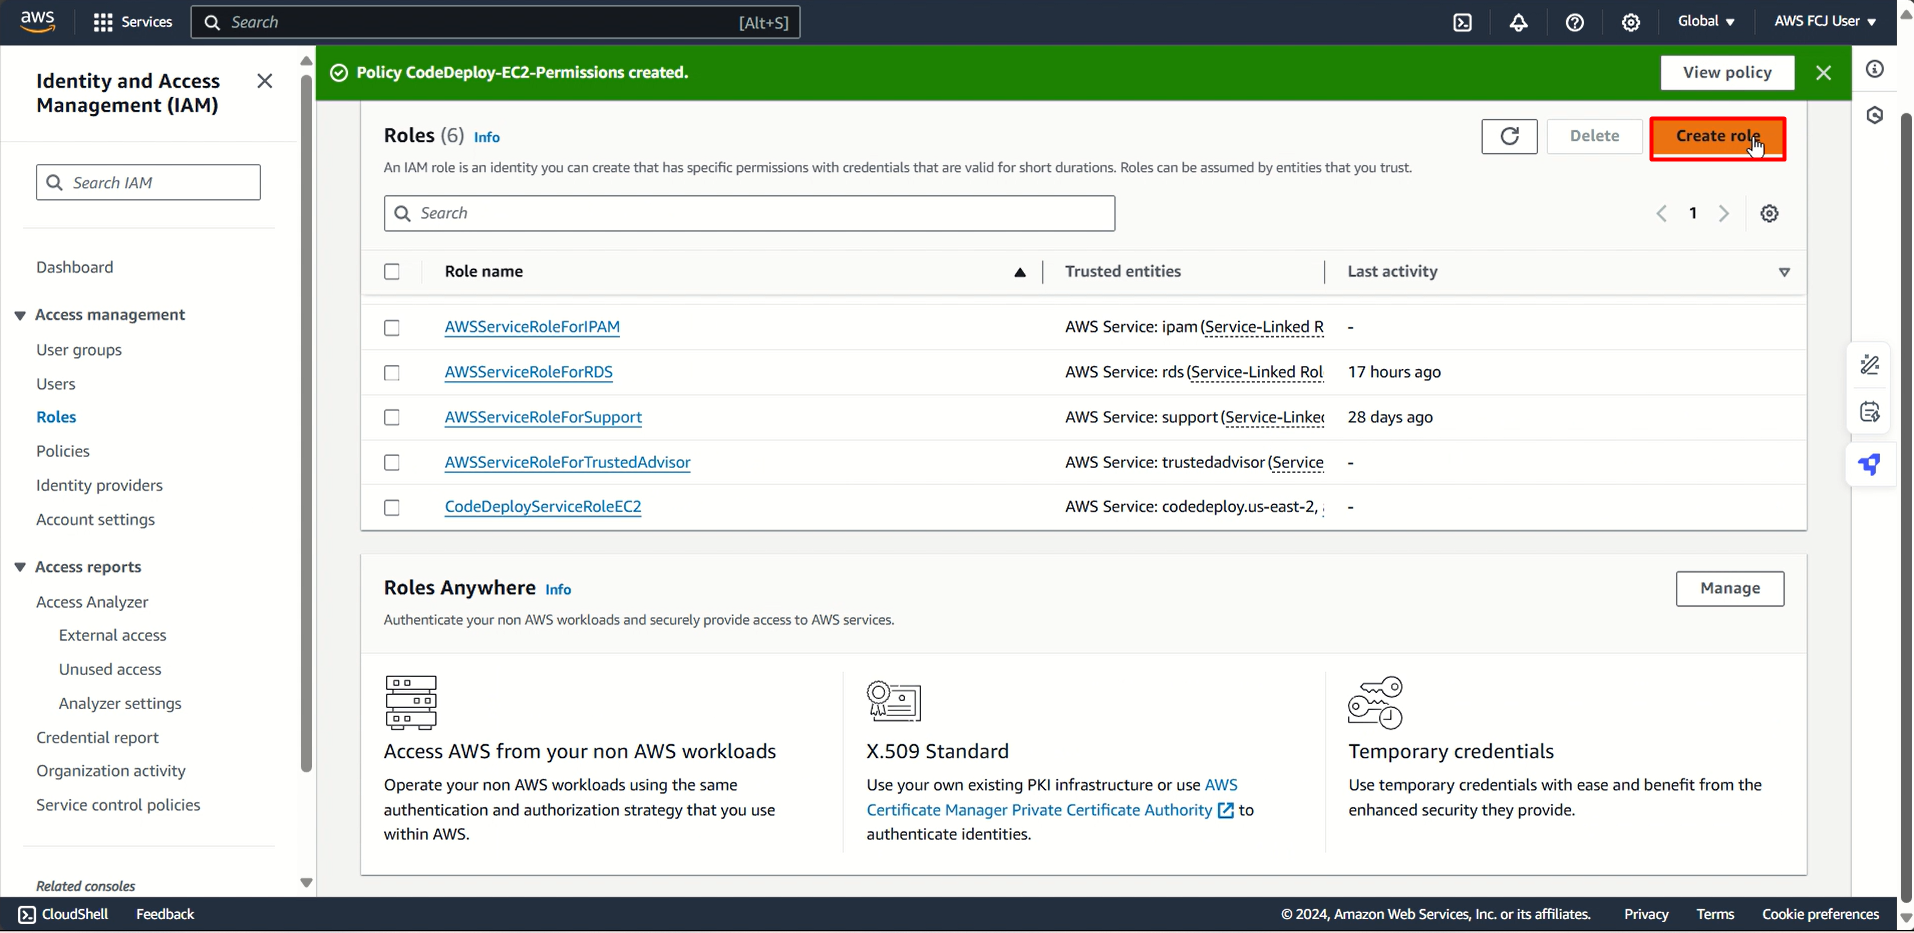 aws
Services
Search
[Alt+S]
Global
AWS FCJ User
Identity and Access
Management (IAM)
Search IAM
Dashboard
Access management
User groups
Users
Roles
Policies
Identity providers
Account settings
Access reports
Access Analyzer
External access
Unused access
Analyzer settings
Credential report
Organization activity
Service control policies
Related consoles
Policy CodeDeploy-EC2-Permissions created.
View policy
Roles (6) Info
Delete
Create role
An IAM role is an identity you can create that has specific permissions with credentials that are valid for short durations. Roles can be assumed by entities that you trust.
Search
1
Role name
Trusted entities
Last activity
AWSServiceRoleForIPAM
AWS Service: ipam (Service-Linked R
-
AWSServiceRoleForRDS
AWS Service: rds (Service-Linked Rol
17 hours ago
AWSServiceRoleForSupport
AWS Service: support (Service-Linked
28 days ago
AWSServiceRoleForTrustedAdvisor
AWS Service: trustedadvisor (Service
-
CodeDeployServiceRoleEC2
AWS Service: codedeploy.us-east-2,
-
Roles Anywhere Info
Manage
Authenticate your non AWS workloads and securely provide access to AWS services.
Access AWS from your non AWS workloads
Operate your non AWS workloads using the same
authentication and authorization strategy that you use
within AWS.
X.509 Standard
Use your own existing PKI infrastructure or use AWS
Certificate Manager Private Certificate Authority to
authenticate identities.
Temporary credentials
Use temporary credentials with ease and benefit from the
enhanced security they provide.
CloudShell
Feedback
© 2024, Amazon Web Services, Inc. or its affiliates.
Privacy
Terms
Cookie preferences